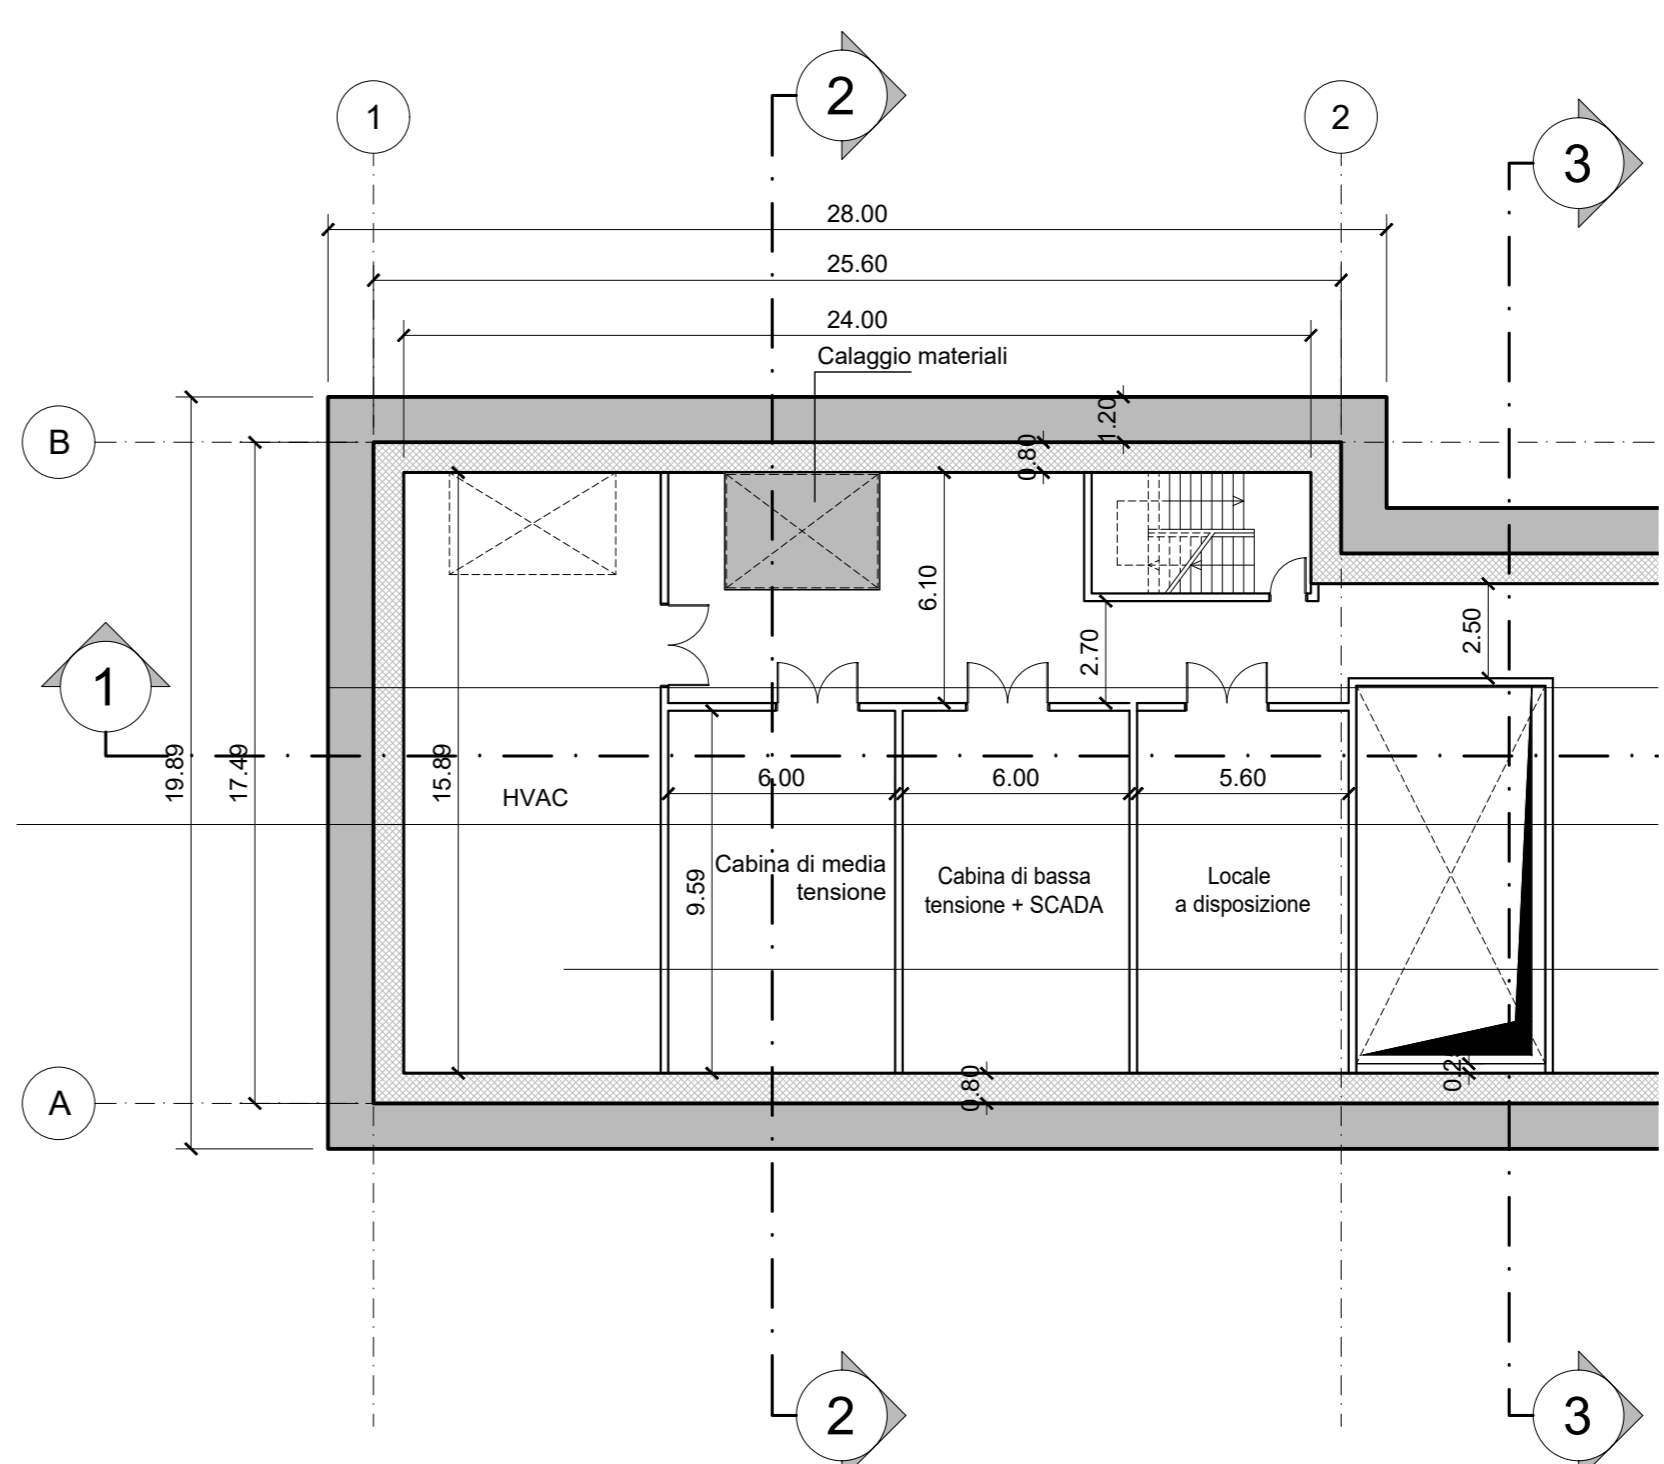 2
1
2
3
28.00
25.60
24.00
Calaggio materiali
1.20
B
0.80
6.10
2.50
2.70
1
19.89
17.49
15.89
6.00
6.00
5.60
HVAC
Cabina di media
tensione
9.59
Cabina di bassa
tensione + SCADA
Locale
a disposizione
A
0.80
2
3